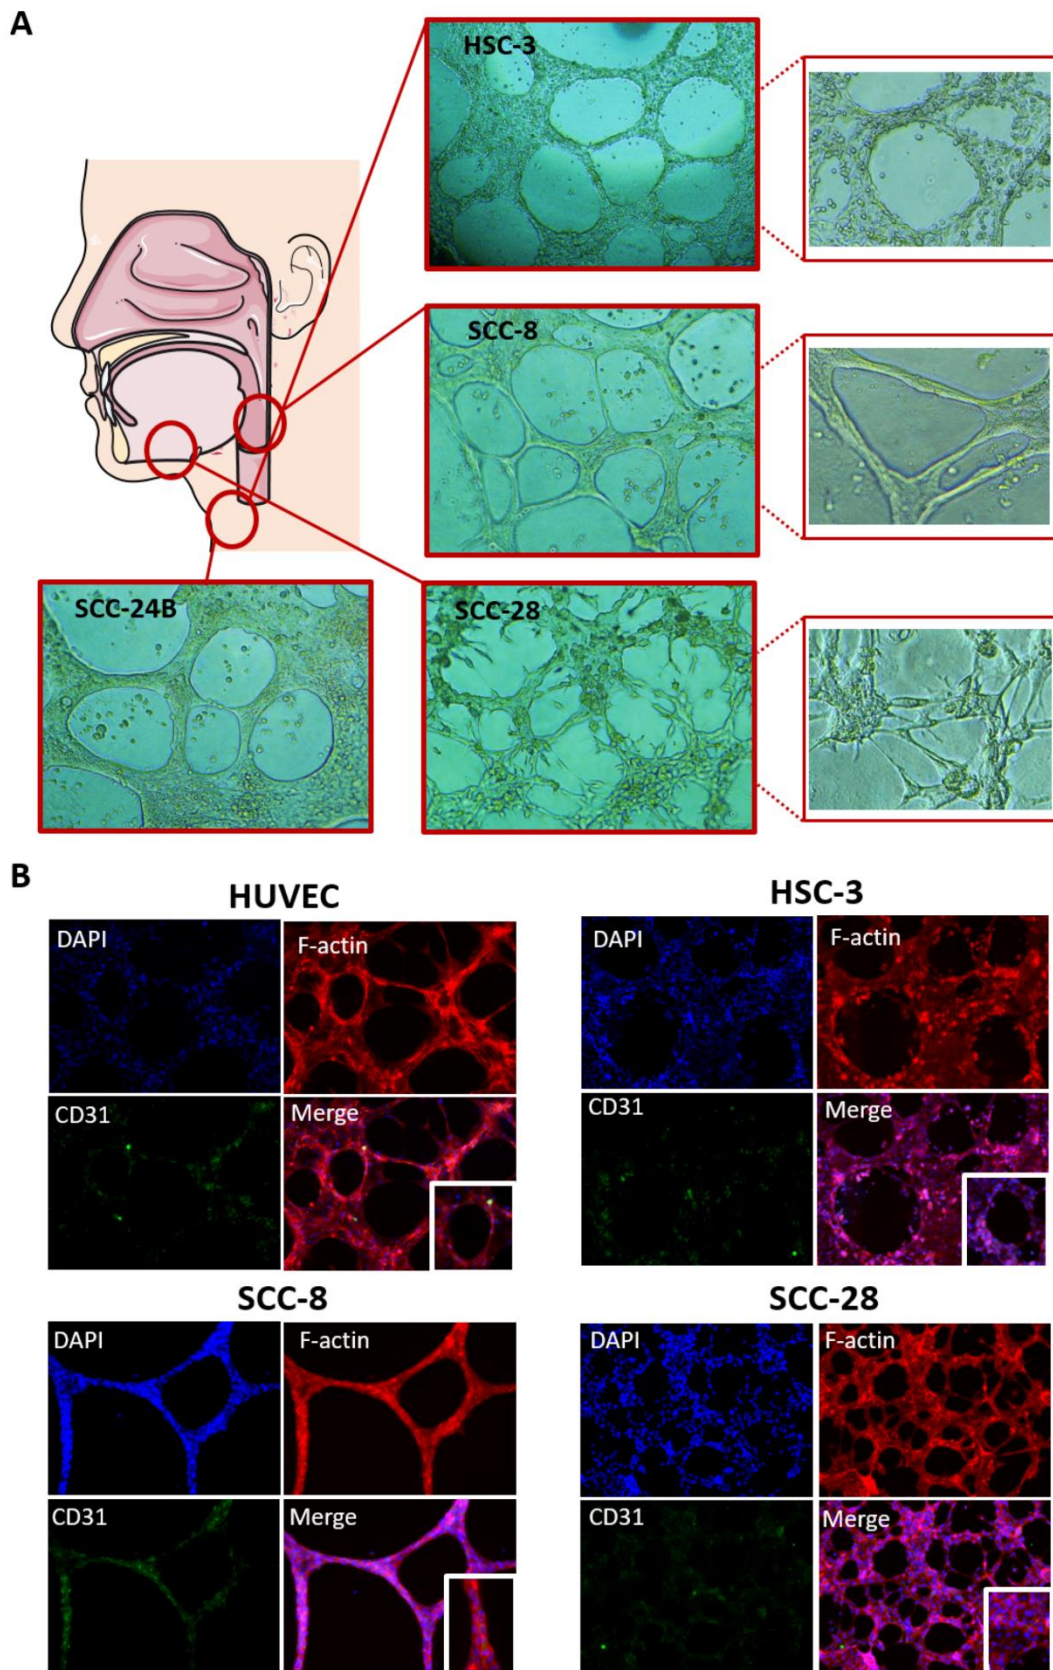 A
HSC-3
SCC-8
SCC-24B
SCC-28
B
HUVEC
HSC-3
DAPI
F-actin
DAPI
F-actin
CD31
Merge
CD31
Merge
SCC-8
SCC-28
DAPI
F-actin
DAPI
F-actin
CD31
Merge
CD31
Merge